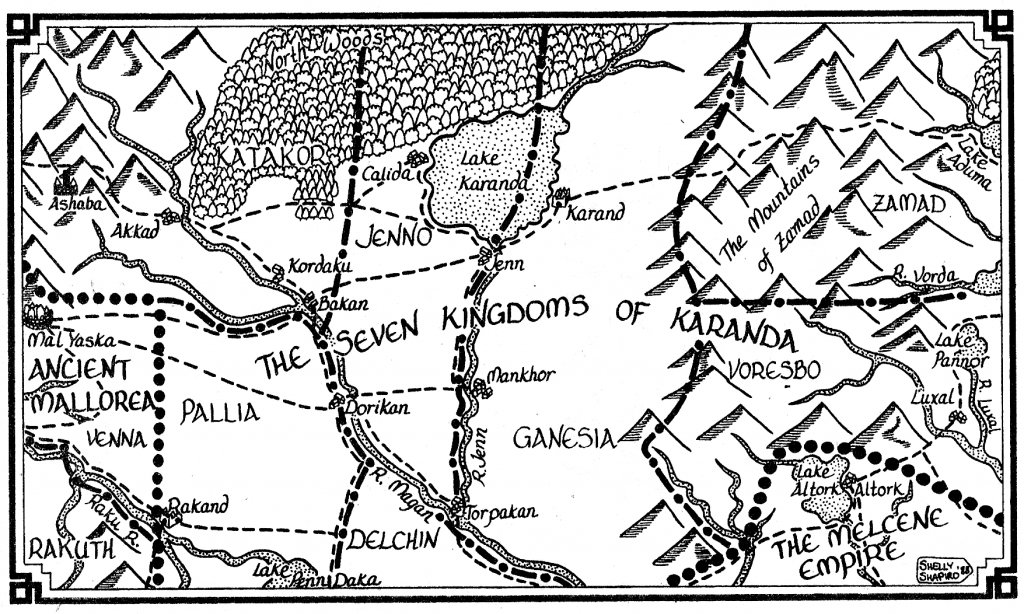 North Woods
KATAKOR
Calida
Lake
Karanda
Lake
Aduma
Ashaba
Akkad
JENNO
Karand
The Mountains
of Zamad
ZAMAD
Kordaku
Jenn
R. Vorda
Bakan
THE SEVEN KINGDOMS OF KARANDA
Mal Yaska
ANCIENT
MALLOREA
PALLIA
VENNA
Dorikan
Mankhor
VORESBO
Lake
Pannor
Luxal
R. Luxal
GANESIA
R. Jenn
R. Magan
Lake
Altork
Altork
Raku R.
Rakand
Torpakan
RAKUTH
DELCHIN
THE MELCENE
EMPIRE
Lake
Penn Daka
SHELLY
SHAPIRO '88